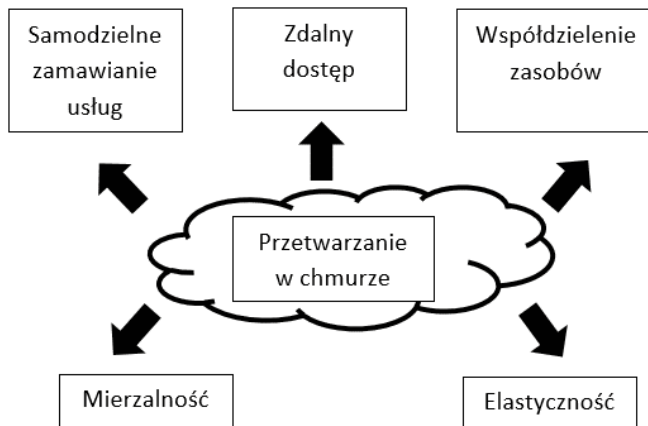 Samodzielne
zamawianie
usług
Zdalny
dostęp
Współdzielenie
zasobów
Przetwarzanie
w chmurze
Mierzalność
Elastyczność